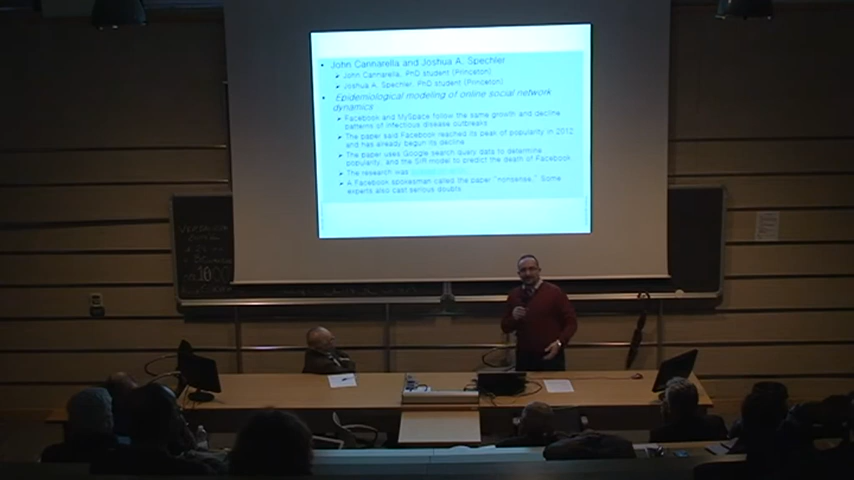 • John Cannarella and Joshua A. Spechler
➢ John Cannarella, PhD student (Princeton)
➢ Joshua A. Spechler, PhD student (Princeton)
• Epidemiological modeling of online social network
dynamics
➢ Facebook and MySpace follow the same growth and decline
patterns of infectious disease outbreaks
➢ The paper said Facebook reached its peak of popularity in 2012
and has already begun its decline
➢ The paper uses Google search query data to determine
popularity, and the SIR-model to predict the death of Facebook
➢ The research was
➢ A Facebook spokesman called the paper "nonsense." Some
experts also cast serious doubts